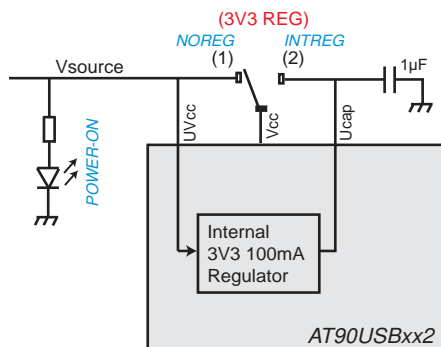 (3V3 REG)
NOREG INTREG
(1) (2)
Vsource
1µF
UVcc
Vcc
Ucap
POWER-ON
Internal
3V3 100mA
Regulator
AT90USBxx2